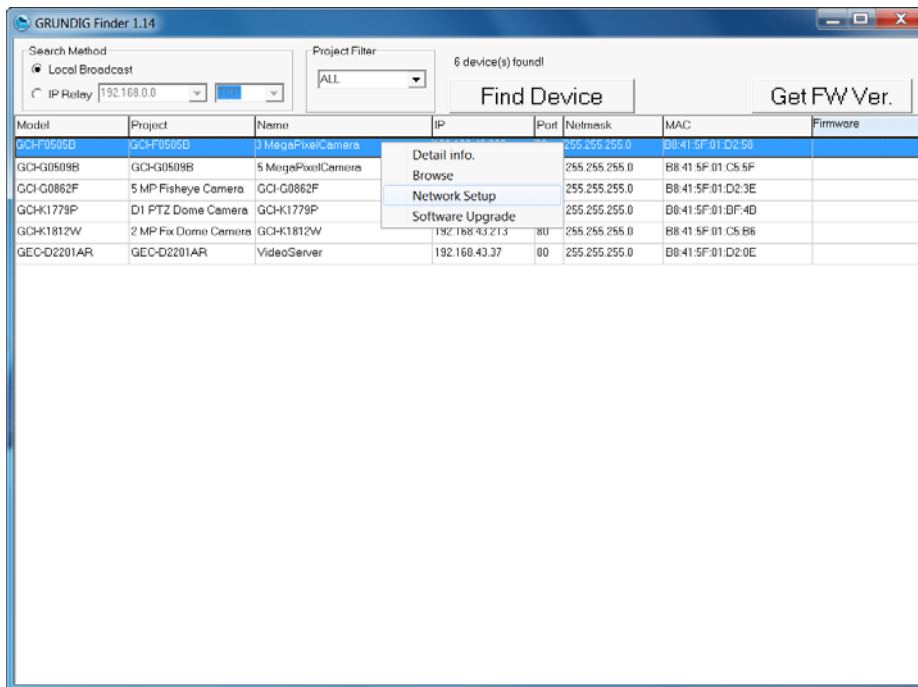 GRUNDIG Finder 1.14
Search Method
Local Broadcast
IP Relay 192.168.0.0
Project Filter
ALL
6 device(s) found!
Find Device
Get FW Ver.
Model Project Name IP Port Netmask MAC Firmware
GCI-F0505B GCI-F0505B 3 MegaPixelCamera 255.255.255.0 B8:41:5F:01:D2:50
GCI-G0509B GCI-G0509B 5 MegaPixelCamera 255.255.255.0 B8:41:5F:01:C5:5F
GCI-G0862F 5 MP Fisheye Camera GCI-G0862F 255.255.255.0 B8:41:5F:01:D2:3E
GCI-K1779P D1 PTZ Dome Camera GCI-K1779P 255.255.255.0 B8:41:5F:01:BF:4B
GCI-K1812W 2 MP Fix Dome Camera GCI-K1812W 192.168.43.213 80 255.255.255.0 B8:41:5F:01:C5:B6
GEC-D2201AR GEC-D2201AR VideoServer 192.168.43.37 80 255.255.255.0 B8:41:5F:01:D2:0E
Detail info.
Browse
Network Setup
Software Upgrade